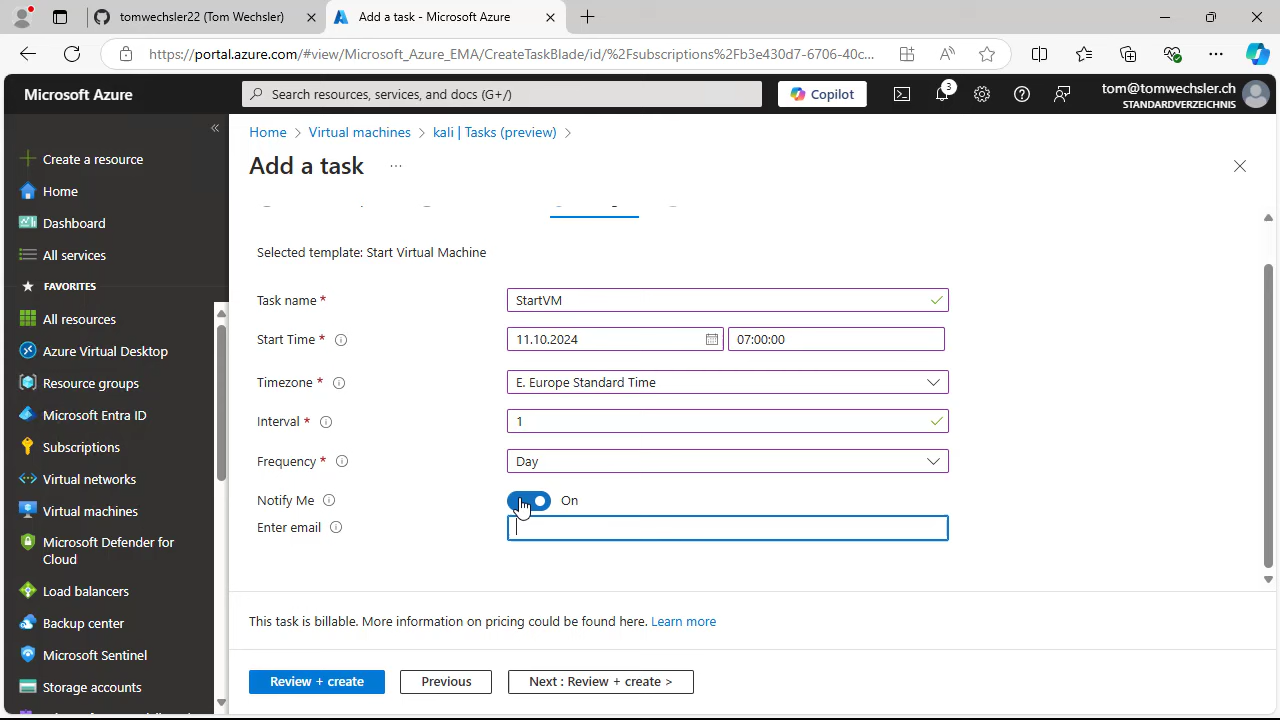 tomwechsler22 (Tom Wechsler)
Add a task - Microsoft Azure
https://portal.azure.com/#view/Microsoft_Azure_EMA/CreateTaskBlade/id/%2Fsubscriptions%2Fb3e430d7-6706-40c...
Microsoft Azure
Search resources, services, and docs (G+/)
Copilot
3
tom@tomwechsler.ch
STANDARDVERZEICHNIS
Create a resource
Home
Dashboard
All services
FAVORITES
All resources
Azure Virtual Desktop
Resource groups
Microsoft Entra ID
Subscriptions
Virtual networks
Virtual machines
Microsoft Defender for
Cloud
Load balancers
Backup center
Microsoft Sentinel
Storage accounts
Home > Virtual machines > kali | Tasks (preview) >
Add a task ...
Selected template: Start Virtual Machine
Task name * StartVM
Start Time * 11.10.2024 07:00:00
Timezone * E. Europe Standard Time
Interval * 1
Frequency * Day
Notify Me On
Enter email
This task is billable. More information on pricing could be found here. Learn more
Review + create
Previous
Next : Review + create >